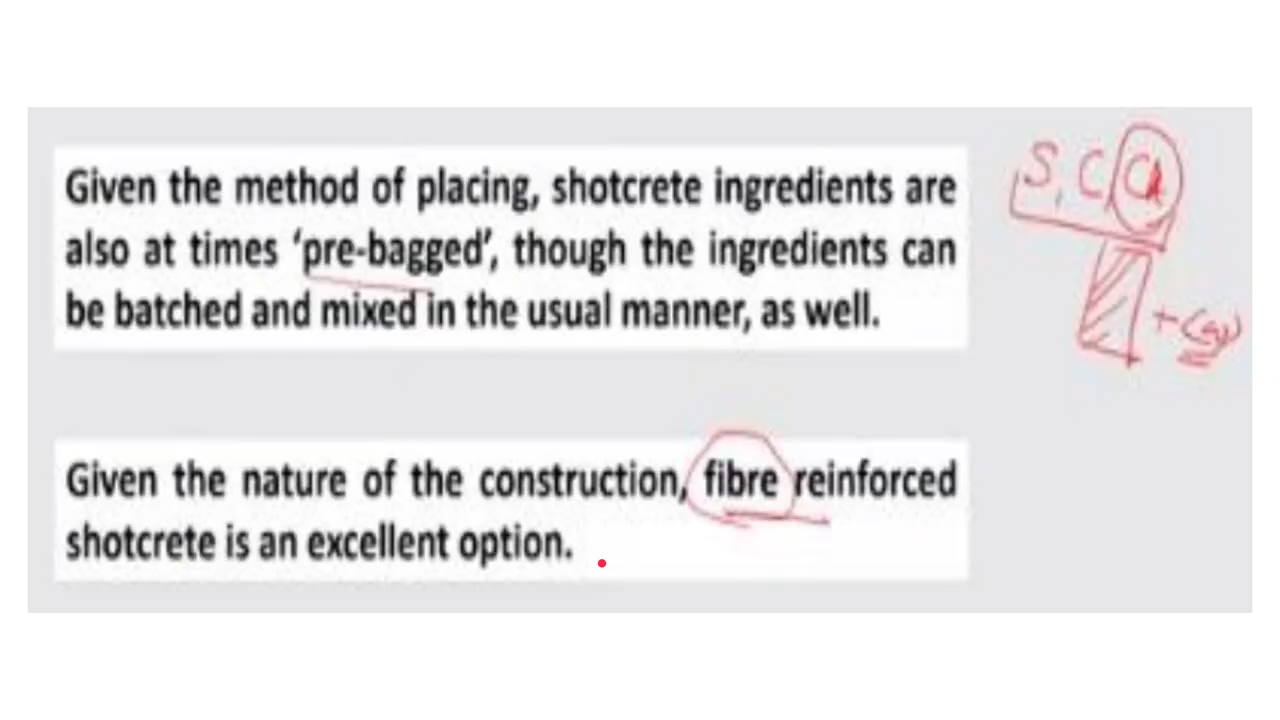 Given the method of placing, shotcrete ingredients are
also at times ‘pre-bagged’, though the ingredients can
be batched and mixed in the usual manner, as well.
S, C,
Given the nature of the construction, fibre reinforced
shotcrete is an excellent option.